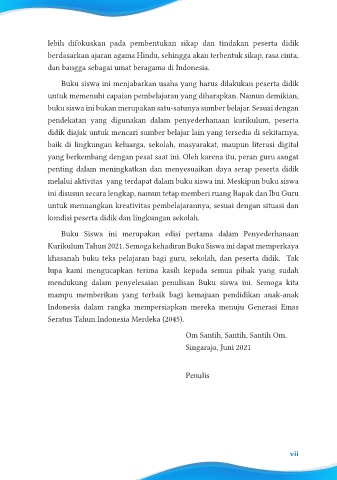 lebih difokuskan pada pembentukan sikap dan tindakan peserta didik
berdasarkan ajaran agama Hindu, sehingga akan terbentuk sikap, rasa cinta,
dan bangga sebagai umat beragama di Indonesia.
Buku siswa ini menjabarkan usaha yang harus dilakukan peserta didik
untuk memenuhi capaian pembelajaran yang diharapkan. Namun demikian,
buku siswa ini bukan merupakan satu-satunya sumber belajar. Sesuai dengan
pendekatan yang digunakan dalam penyederhanaan kurikulum, peserta
didik diajak untuk mencari sumber belajar lain yang tersedia di sekitarnya,
baik di lingkungan keluarga, sekolah, masyarakat, maupun literasi digital
yang berkembang dengan pesat saat ini. Oleh karena itu, peran guru sangat
penting dalam meningkatkan dan menyesuaikan daya serap peserta didik
melalui aktivitas yang terdapat dalam buku siswa ini. Meskipun buku siswa
ini disusun secara lengkap, namun tetap memberi ruang Bapak dan Ibu Guru
untuk menuangkan kreativitas pembelajarannya, sesuai dengan situasi dan
kondisi peserta didik dan lingkungan sekolah.
Buku Siswa ini merupakan edisi pertama dalam Penyederhanaan
Kurikulum Tahun 2021. Semoga kehadiran Buku Siswa ini dapat memperkaya
khasanah buku teks pelajaran bagi guru, sekolah, dan peserta didik. Tak
lupa kami mengucapkan terima kasih kepada semua pihak yang sudah
mendukung dalam penyelesaian penulisan Buku siswa ini. Semoga kita
mampu memberikan yang terbaik bagi kemajuan pendidikan anak-anak
Indonesia dalam rangka mempersiapkan mereka menuju Generasi Emas
Seratus Tahun Indonesia Merdeka (2045).
Om Santih, Santih, Santih Om.
Singaraja, Juni 2021
Penulis
vii